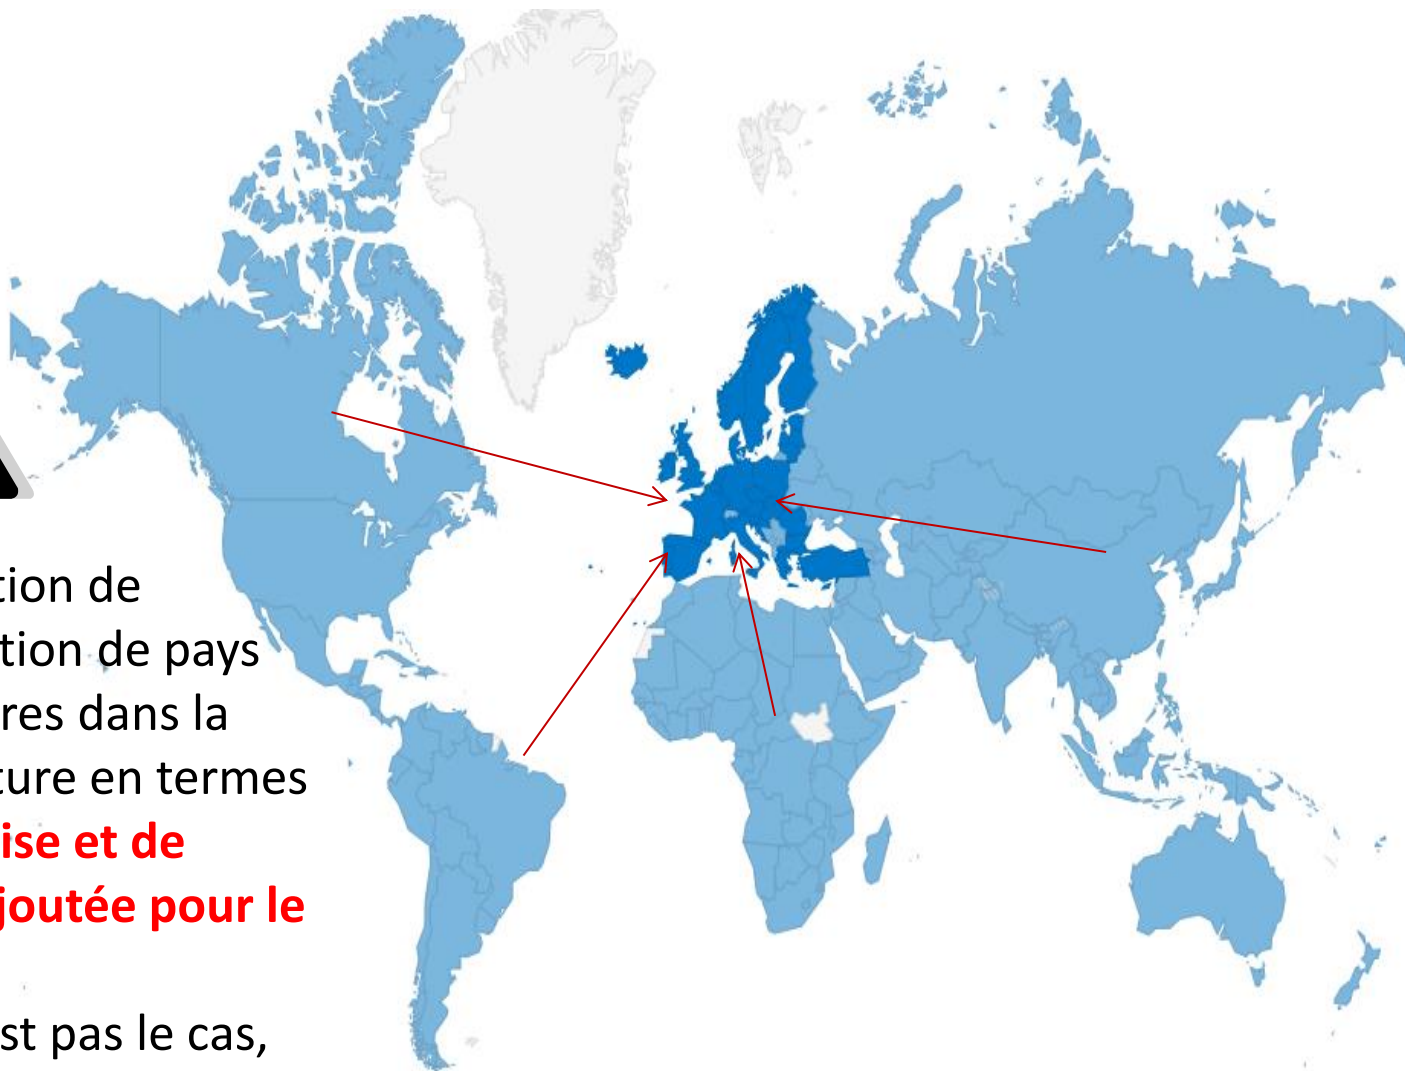 tion de
tion de pays
res dans la
ture en termes
ise et de
joutée pour le
st pas le cas,